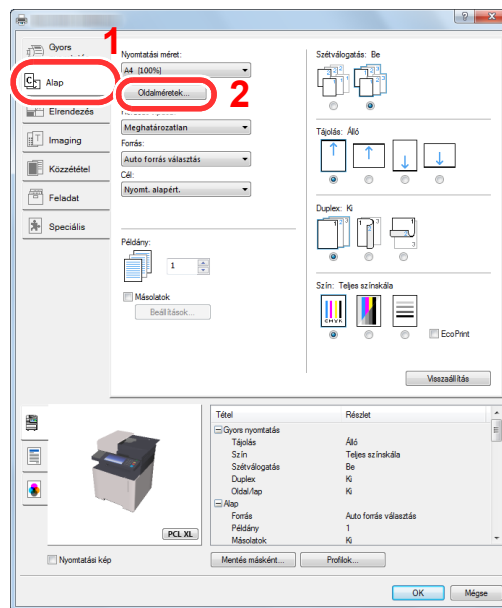 1
Gyors
Alap
Elrendezés
Imaging
Közzététel
Feladat
Speciális
Nyomtatási méret:
A4 [100%]
Oldalméretek...
2
Meghatározatlan
Forrás:
Auto forrás választás
Cél:
Nyomt. alapért.
Példány:
1
Másolatok
Beállítások...
Szétválogatás: Be
Tájolás: Álló
Duplex: Ki
Szín: Teljes színskála
CMYK
EcoPrint
Visszaállítás
PCL XL
Nyomtatási kép
Tétel Részlet
Gyors nyomtatás
Tájolás Álló
Szín Teljes színskála
Szétválogatás Be
Duplex Ki
Oldal/lap Ki
Alap
Forrás Auto forrás választás
Példány 1
Másolatok Ki
Mentés másként... Profilok...
OK Mégse